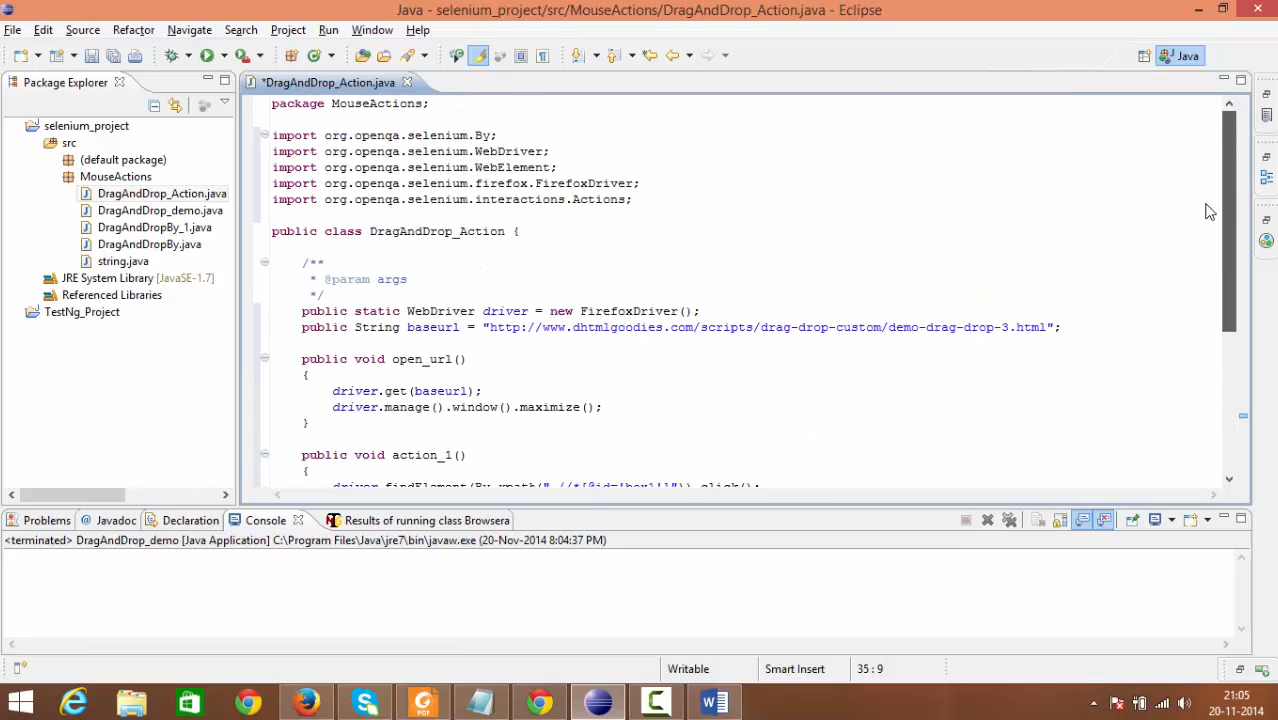 Java - selenium_project/src/MouseActions/DragAndDrop_Action.java - Eclipse
File Edit Source Refactor Navigate Search Project Run Window Help
Java
Package Explorer
*DragAndDrop_Action.java
selenium_project
src
(default package)
MouseActions
DragAndDrop_Action.java
DragAndDrop_demo.java
DragAndDropBy_1.java
DragAndDropBy.java
string.java
JRE System Library [JavaSE-1.7]
Referenced Libraries
TestNg_Project
package MouseActions;
import org.openqa.selenium.By;
import org.openqa.selenium.WebDriver;
import org.openqa.selenium.WebElement;
import org.openqa.selenium.firefox.FirefoxDriver;
import org.openqa.selenium.interactions.Actions;
public class DragAndDrop_Action {
/**
* @param args
*/
public static WebDriver driver = new FirefoxDriver();
public String baseurl = "http://www.dhtmlgoodies.com/scripts/drag-drop-custom/demo-drag-drop-3.html";
public void open_url()
{
driver.get(baseurl);
driver.manage().window().maximize();
}
public void action_1()
{
driver.findElement(By.xpath(".//*[@id='box1']")).click();
Problems Javadoc Declaration Console Results of running class Browsera
<terminated> DragAndDrop_demo [Java Application] C:\Program Files\Java\jre7\bin\javaw.exe (20-Nov-2014 8:04:37 PM)
Writable Smart Insert 35 : 9
PDF
21:05
20-11-2014